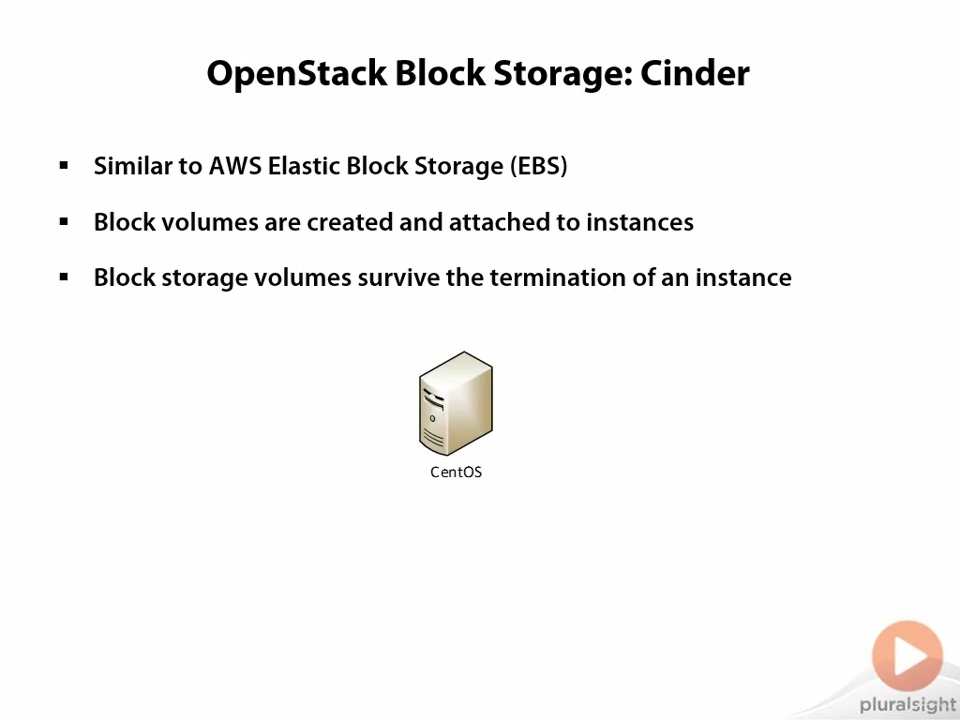 OpenStack Block Storage: Cinder
▪ Similar to AWS Elastic Block Storage (EBS)
▪ Block volumes are created and attached to instances
▪ Block storage volumes survive the termination of an instance
CentOS
pluralsight